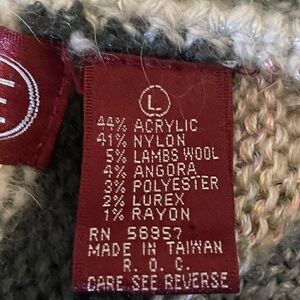 L
44% ACRYLIC
41% NYLON
5% LAMBS WOOL
4% ANGORA
3% POLYESTER
2% LUREX
1% RAYON
RN 56957
MADE IN TAIWAN
R. O. C.
CARE SEE REVERSE